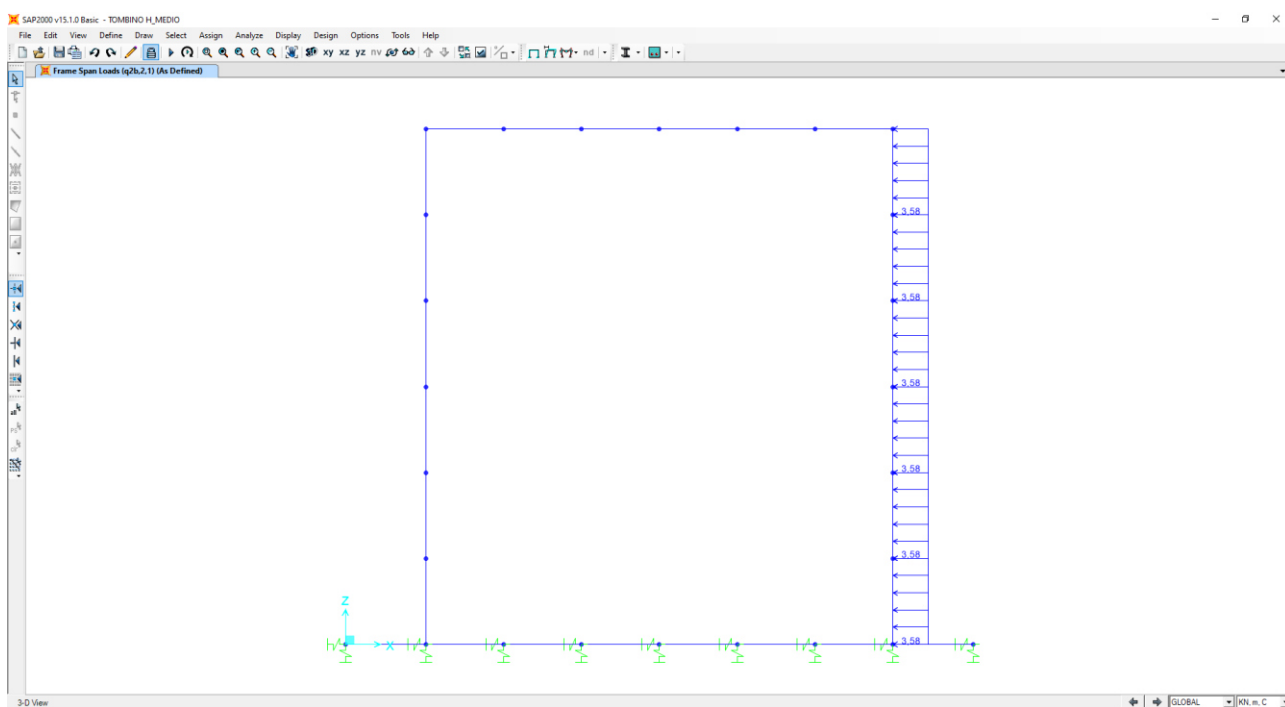 SAP2000 v15.1.0 Basic - TOMBINO H_MEDIO
File Edit View Define Draw Select Assign Analyze Display Design Options Tools Help
xy xz yz nv nd
Frame Span Loads (q2b,2,1) (As Defined)
3,58
3,58
3,58
3,58
3,58
Z
X
3,58
3-D View
GLOBAL
KN, m, C